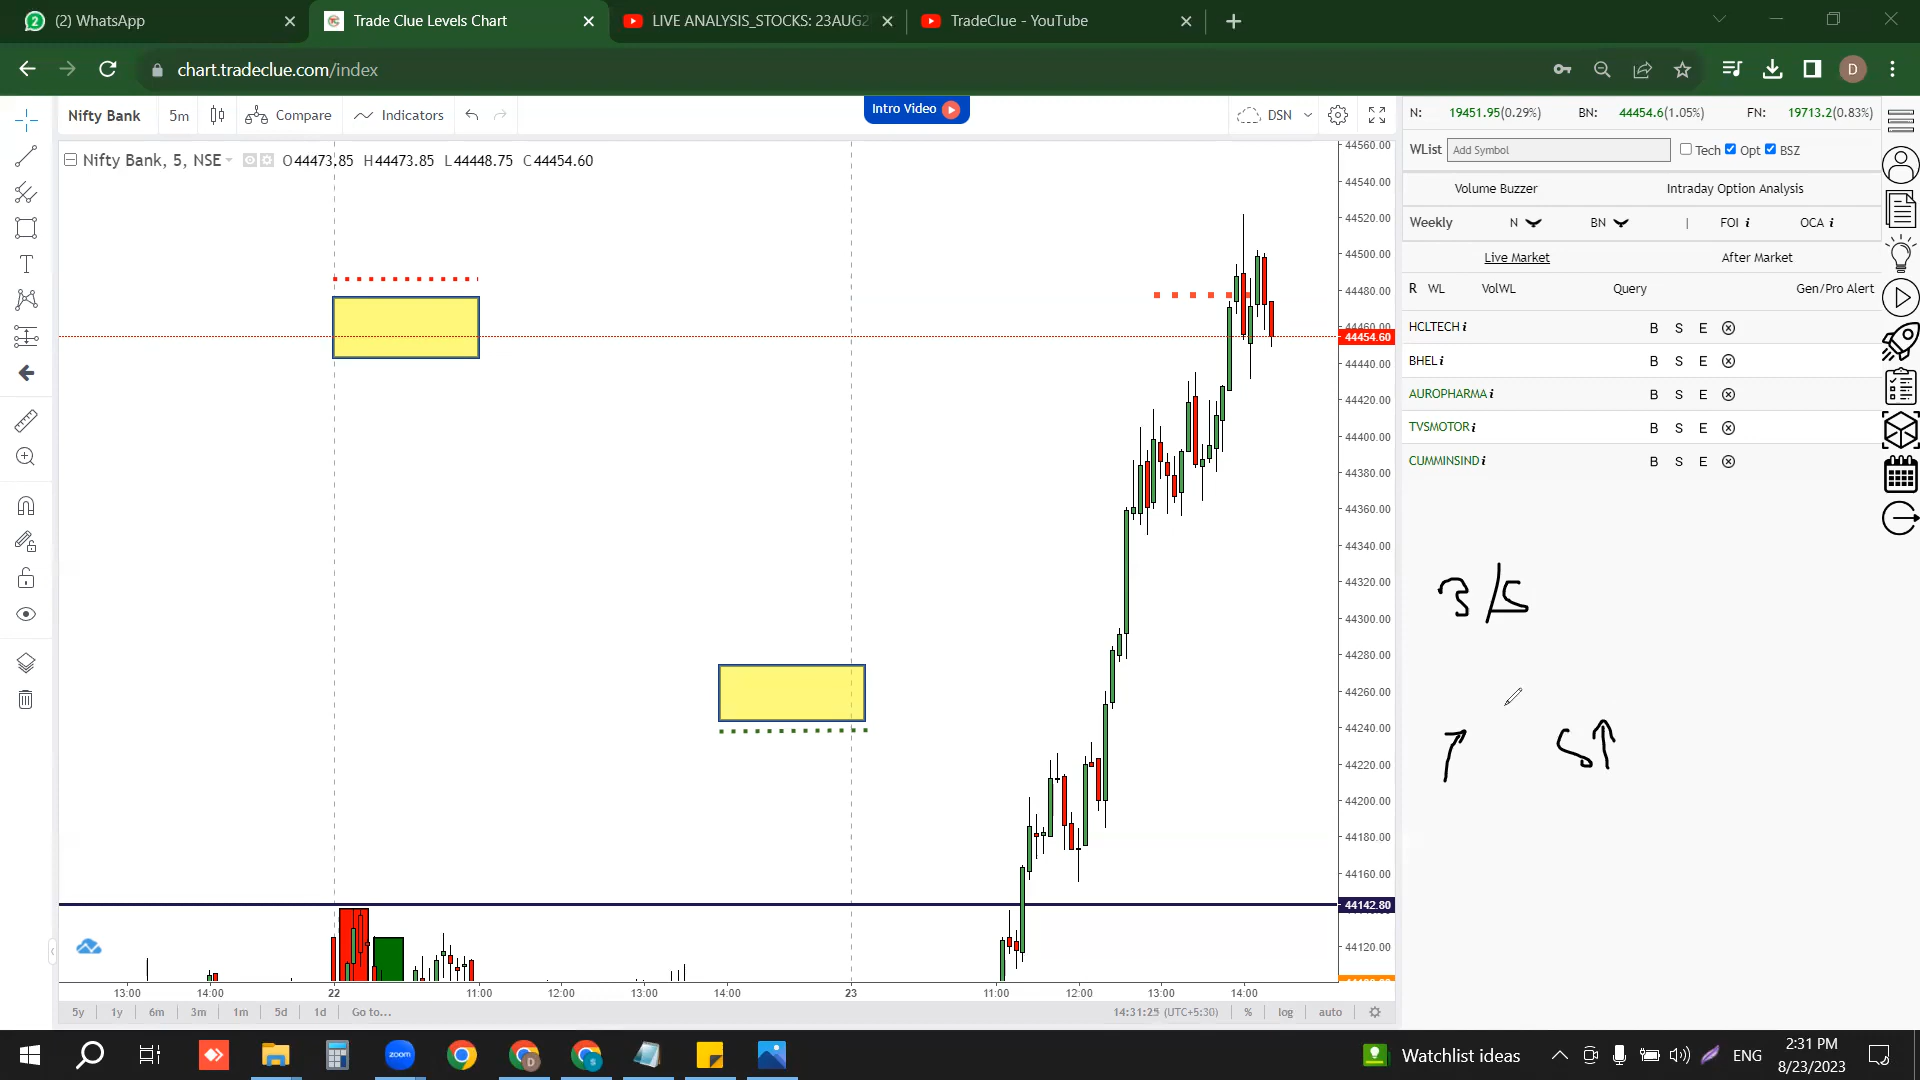 (2) WhatsApp
Trade Clue Levels Chart
LIVE ANALYSIS_STOCKS: 23AUG2
TradeClue - YouTube
chart.tradeclue.com/index
D
Nifty Bank
5m
Compare
Indicators
Intro Video
DSN
Nifty Bank, 5, NSE
O44473.85 H44473.85 L44448.75 C44454.60
44560.00
44540.00
44520.00
44500.00
44480.00
44460.00
44454.60
44440.00
44420.00
44400.00
44380.00
44360.00
44340.00
44320.00
44300.00
44280.00
44260.00
44240.00
44220.00
44200.00
44180.00
44160.00
44142.80
44120.00
13:00 14:00 22 11:00 12:00 13:00 14:00 23 11:00 12:00 13:00 14:00
5y 1y 6m 3m 1m 5d 1d Go to...
14:31:25 (UTC+5:30) % log auto
N: 19451.95(0.29%) BN: 44454.6(1.05%) FN: 19713.2(0.83%)
WList Add Symbol Tech Opt BSZ
Volume Buzzer Intraday Option Analysis
Weekly N BN | FOI i OCA i
Live Market After Market
R WL VolWL Query Gen/Pro Alert
HCLTECH i B S E
BHEL i B S E
AUROPHARMA i B S E
TVSMOTOR i B S E
CUMMINSIND i B S E
3/5
S↑
zoom
Watchlist ideas
ENG
2:31 PM
8/23/2023